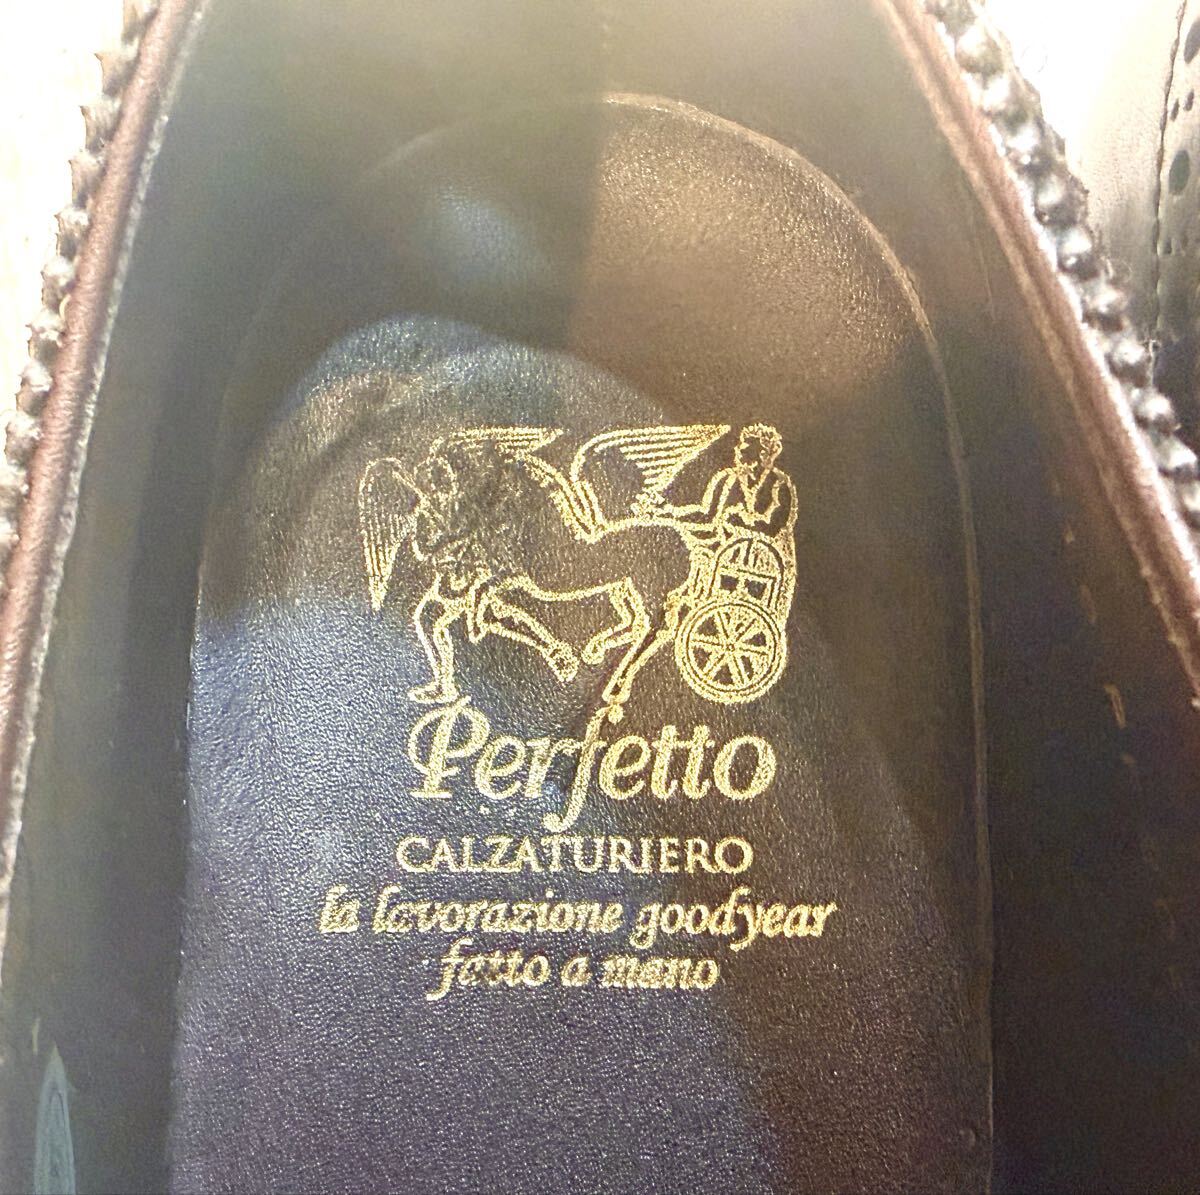 Perfetto
CALZATURIERO
la lavorazione goodyear
fatto a mano